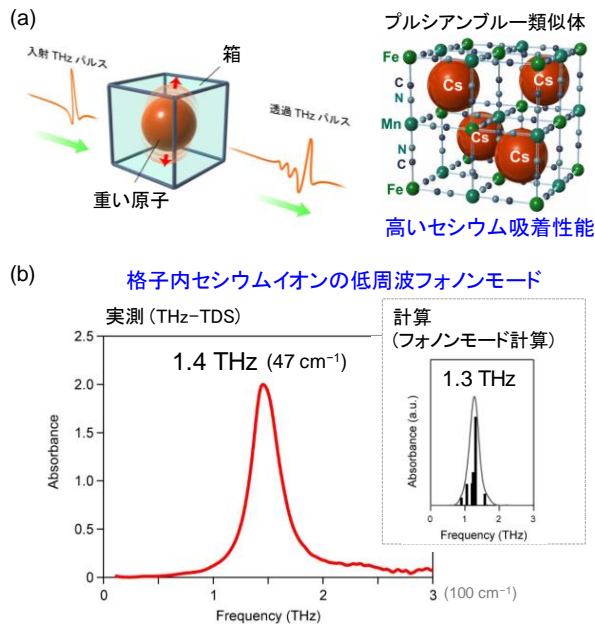 (a)
入射 THz パルス
箱
透過 THz パルス
重い原子
プルシアンブルー類似体
Fe
C
N
Mn
N
C
Fe
Cs
Cs
Cs
Cs
高いセシウム吸着性能
(b)
格子内セシウムイオンの低周波フォノンモード
実測 (THz−TDS)
1.4 THz (47 cm⁻¹)
Absorbance
2.5
2.0
1.5
1.0
0.5
0
0
1
2
3
(100 cm⁻¹)
Frequency (THz)
計算
(フォノンモード計算)
1.3 THz
Absorbance (a.u.)
0
1
2
3
Frequency (THz)